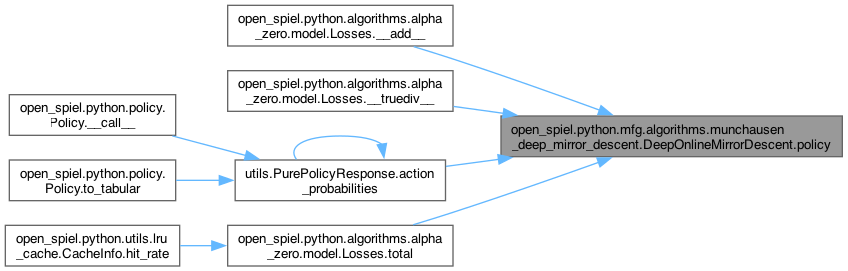 open_spiel.python.algorithms.alpha
_zero.model.Losses.__add__
open_spiel.python.algorithms.alpha
_zero.model.Losses.__truediv__
open_spiel.python.policy.
Policy.__call__
open_spiel.python.mfg.algorithms.munchausen
_deep_mirror_descent.DeepOnlineMirrorDescent.policy
open_spiel.python.policy.
Policy.to_tabular
utils.PurePolicyResponse.action
_probabilities
open_spiel.python.utils.lru
_cache.CacheInfo.hit_rate
open_spiel.python.algorithms.alpha
_zero.model.Losses.total